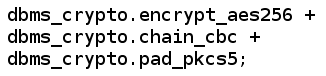 dbms_crypto.encrypt_aes256 +
dbms_crypto.chain_cbc +
dbms_crypto.pad_pkcs5;